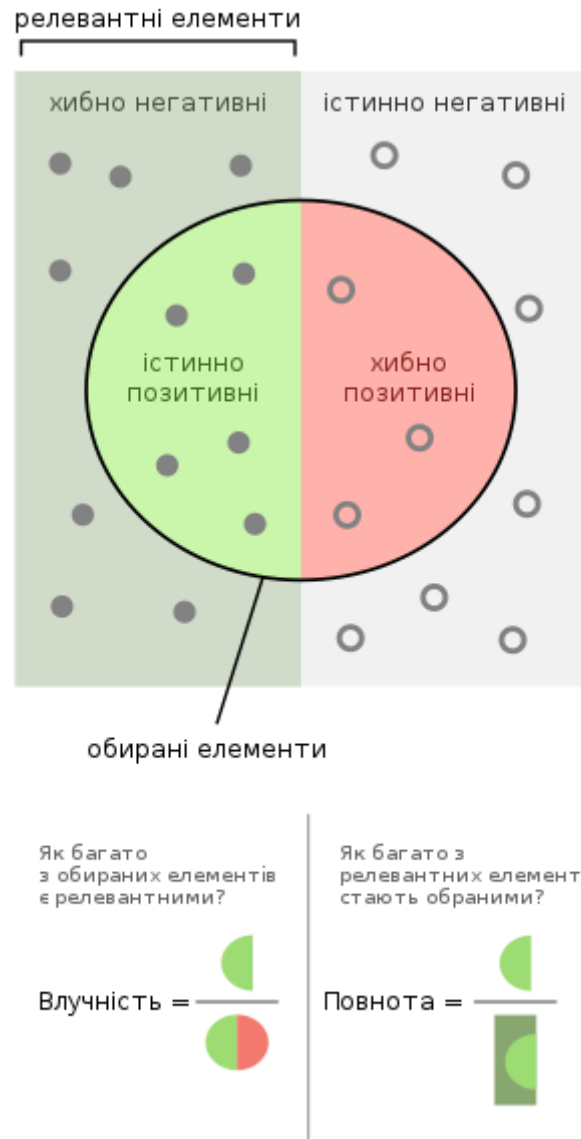 релевантні елементи
хибно негативні
істинно негативні
істинно
позитивні
хибно
позитивні
обирані елементи
Як багато
з обираних елементів
є релевантними?
Влучність =
Як багато з
релевантних елемент
стають обраними?
Повнота =